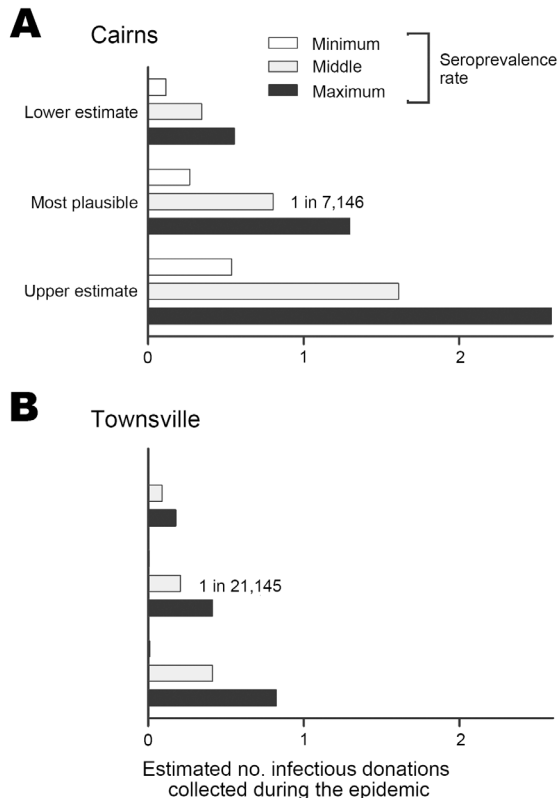 A
Cairns
Minimum
Middle
Maximum
Seroprevalence
rate
Lower estimate
Most plausible
1 in 7,146
Upper estimate
0 1 2
B
Townsville
1 in 21,145
0 1 2
Estimated no. infectious donations
collected during the epidemic